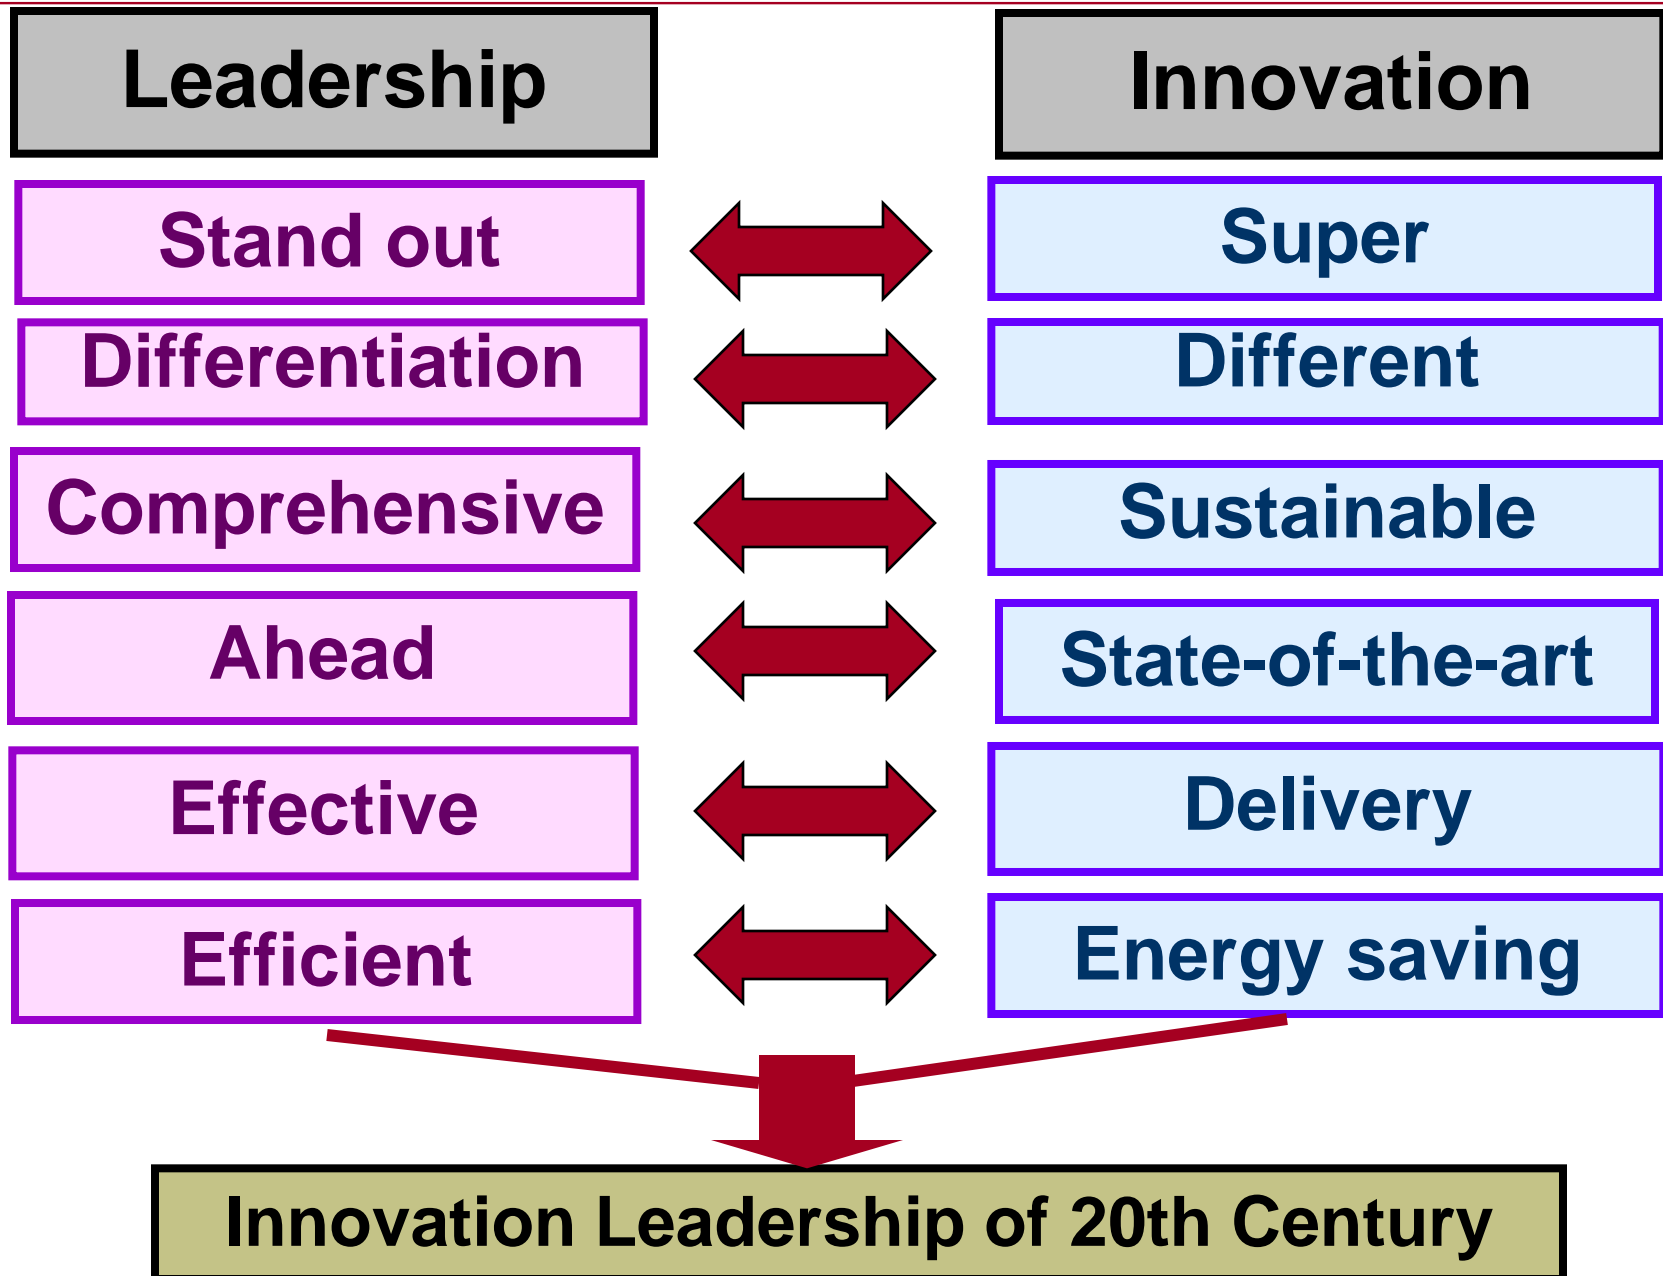 Leadership
Innovation
Stand out
Super
Differentiation
Different
Comprehensive
Sustainable
Ahead
State-of-the-art
Effective
Delivery
Efficient
Energy saving
Innovation Leadership of 20th Century